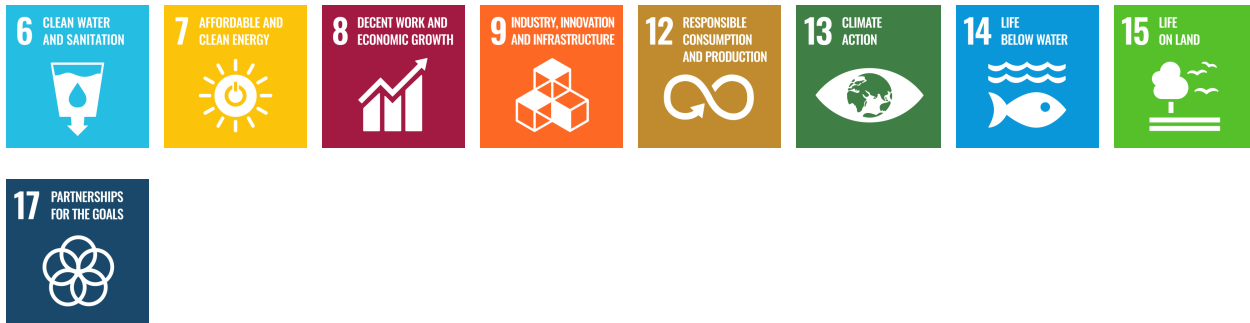 6 CLEAN WATER
AND SANITATION
7 AFFORDABLE AND
CLEAN ENERGY
8 DECENT WORK AND
ECONOMIC GROWTH
9 INDUSTRY, INNOVATION
AND INFRASTRUCTURE
12 RESPONSIBLE
CONSUMPTION
AND PRODUCTION
13 CLIMATE
ACTION
14 LIFE
BELOW WATER
15 LIFE
ON LAND
17 PARTNERSHIPS
FOR THE GOALS